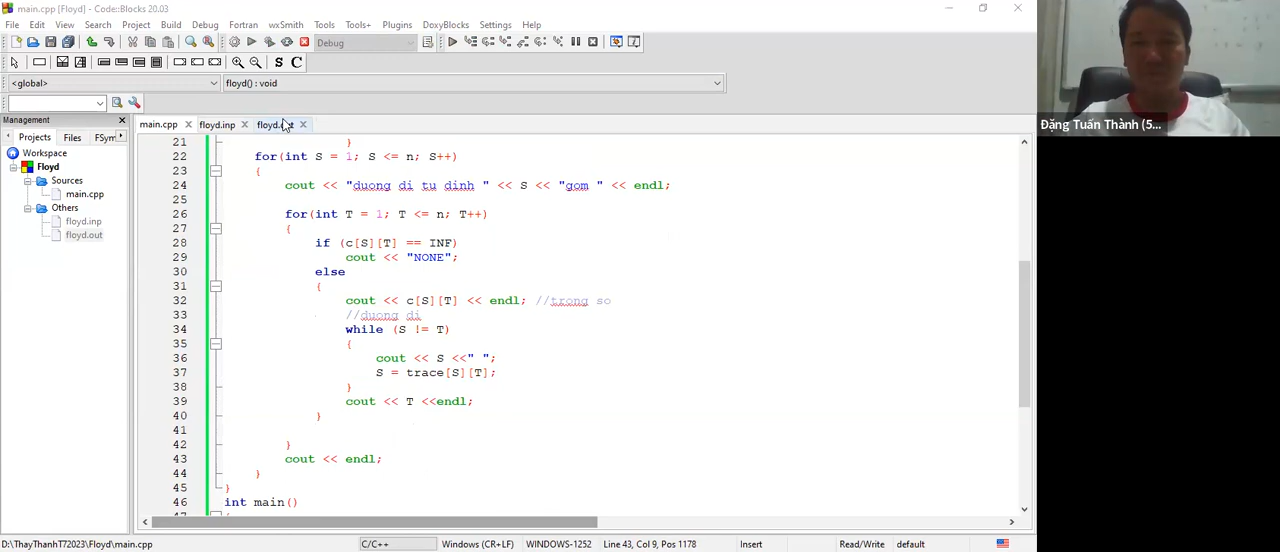 main.cpp [Floyd] - Code::Blocks 20.03
File Edit View Search Project Build Debug Fortran wxSmith Tools Tools+ Plugins DoxyBlocks Settings Help
Debug
S C
<global> floyd() : void
Management
Projects Files FSym
Workspace
Floyd
Sources
main.cpp
Others
floyd.inp
floyd.out
main.cpp floyd.inp
21 }
22 for(int S = 1; S <= n; S++)
23 {
24 cout << "duong di tu dinh " << S << "gom " << endl;
25
26 for(int T = 1; T <= n; T++)
27 {
28 if (c[S][T] == INF)
29 cout << "NONE";
30 else
31 {
32 cout << c[S][T] << endl; //trong so
33 //duong di
34 while (S != T)
35 {
36 cout << S <<" ";
37 S = trace[S][T];
38 }
39 cout << T <<endl;
40 }
41
42 }
43 cout << endl;
44 }
45 }
46 int main()
Đặng Tuấn Thành (5...
D:\ThayThanhT72023\Floyd\main.cpp C/C++ Windows (CR+LF) WINDOWS-1252 Line 43, Col 9, Pos 1178 Insert Read/Write default